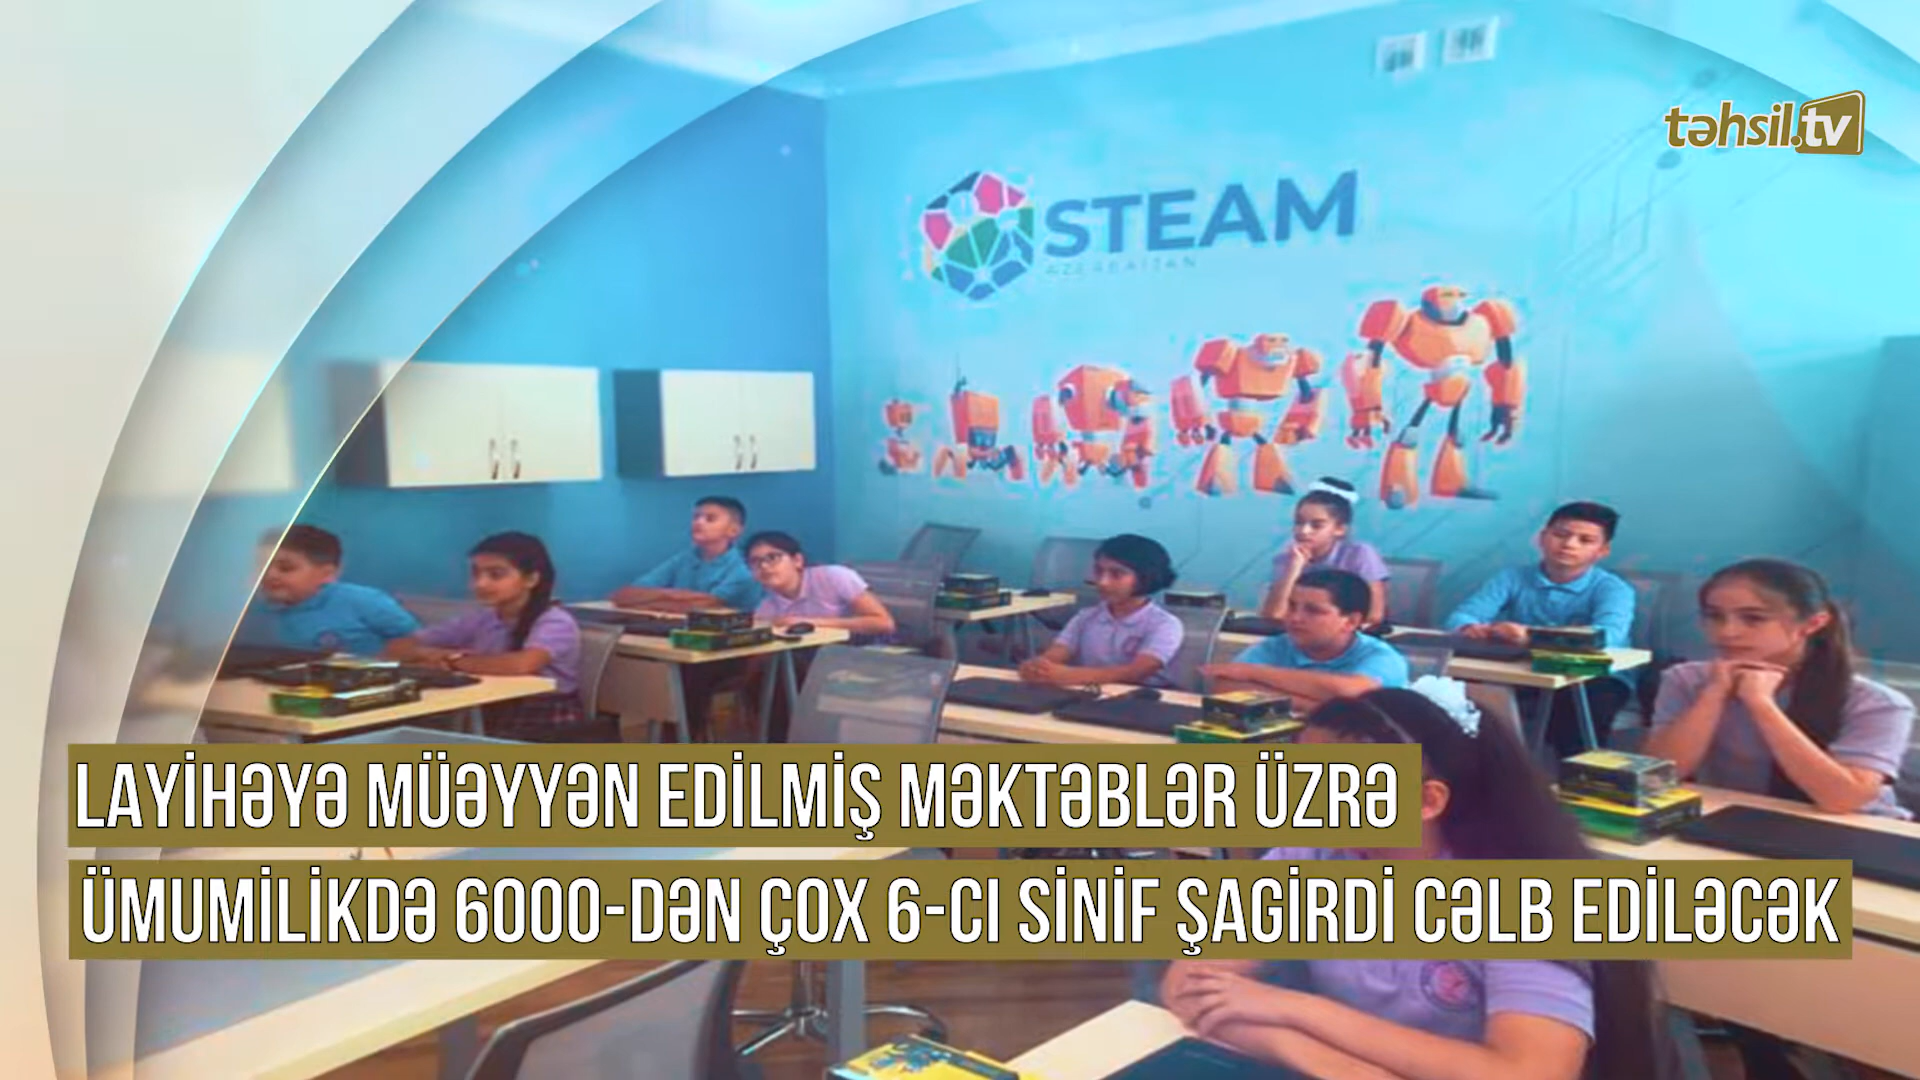 təhsil.tv
STEAM
AZERBAIJAN
LAYİHƏYƏ MÜƏYYƏN EDİLMİŞ MƏKTƏBLƏR ÜZRƏ
ÜMUMİLİKDƏ 6000-DƏN ÇOX 6-CI SİNİF ŞAGİRDİ CƏLB EDİLƏCƏK